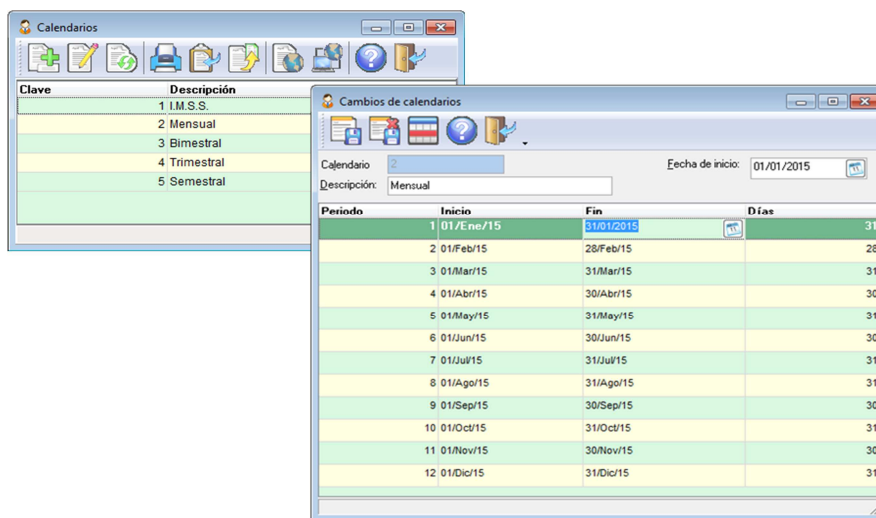 Calendarios
Clave Descripción
1 I.M.S.S.
2 Mensual
3 Bimestral
4 Trimestral
5 Semestral
Cambios de calendarios
Calendario 2 Fecha de inicio: 01/01/2015
Descripción: Mensual
Periodo Inicio Fin Días
1 01/Ene/15 31/01/2015 31
2 01/Feb/15 28/Feb/15 28
3 01/Mar/15 31/Mar/15 31
4 01/Abr/15 30/Abr/15 30
5 01/May/15 31/May/15 31
6 01/Jun/15 30/Jun/15 30
7 01/Jul/15 31/Jul/15 31
8 01/Ago/15 31/Ago/15 31
9 01/Sep/15 30/Sep/15 30
10 01/Oct/15 31/Oct/15 31
11 01/Nov/15 30/Nov/15 30
12 01/Dic/15 31/Dic/15 31